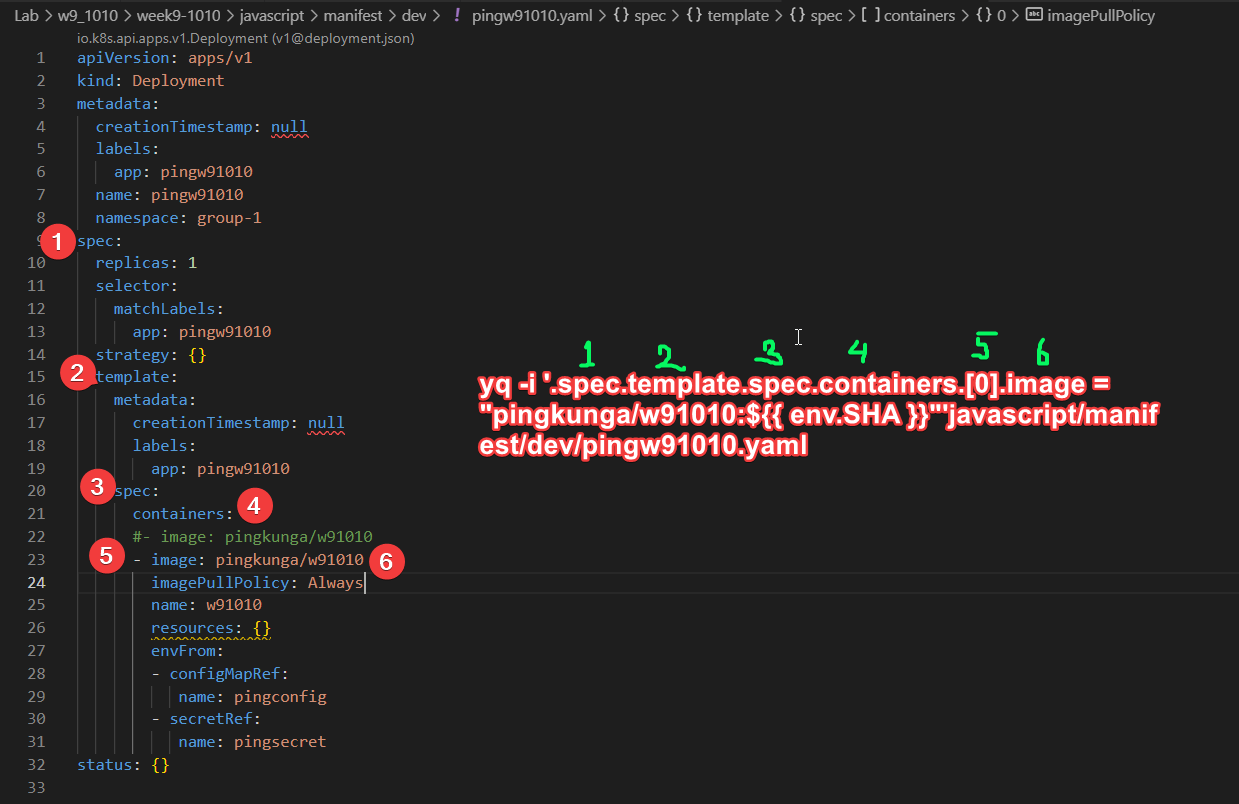 Lab > w9_1010 > week9-1010 > javascript > manifest > dev > ! pingw91010.yaml > {} spec > {} template > {} spec > [ ] containers > {} 0 > abc imagePullPolicy
io.k8s.api.apps.v1.Deployment (v1@deployment.json)
1 apiVersion: apps/v1
2 kind: Deployment
3 metadata:
4 creationTimestamp: null
5 labels:
6 app: pingw91010
7 name: pingw91010
8 namespace: group-1
1 spec:
10 replicas: 1
11 selector:
12 matchLabels:
13 app: pingw91010
14 strategy: {}
15 2 template:
16 metadata:
17 creationTimestamp: null
18 labels:
19 app: pingw91010
20 3 spec:
21 containers: 4
22 #- image: pingkunga/w91010
23 5 - image: pingkunga/w91010 6
24 imagePullPolicy: Always
25 name: w91010
26 resources: {}
27 envFrom:
28 - configMapRef:
29 name: pingconfig
30 - secretRef:
31 name: pingsecret
32 status: {}
33
1 2 3 4 5 6
yq -i '.spec.template.spec.containers.[0].image =
"pingkunga/w91010:${{ env.SHA }}"'javascript/manif
est/dev/pingw91010.yaml